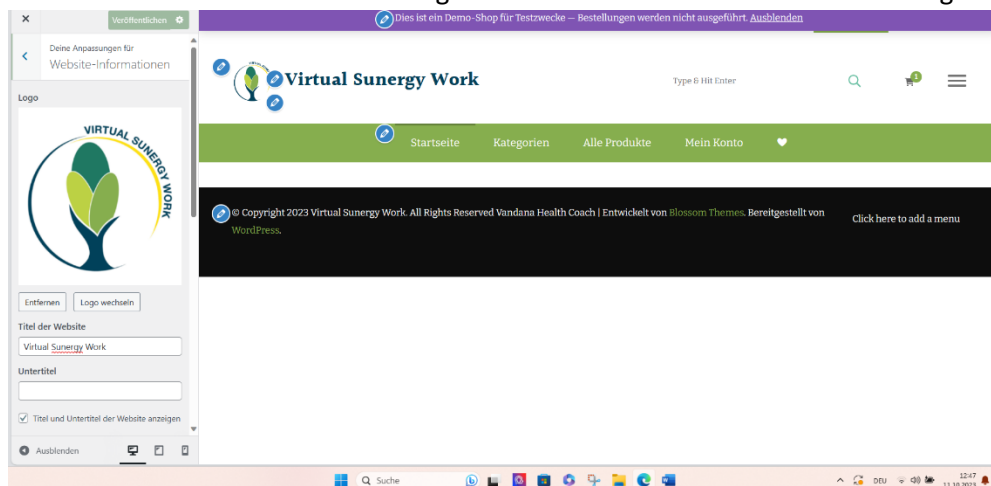 Veröffentlichen
Deine Anpassungen für
Website-Informationen
Logo
VIRTUAL SUNERGY WORK
Entfernen
Logo wechseln
Titel der Website
Virtual Sunergy Work
Untertitel
Titel und Untertitel der Website anzeigen
Ausblenden
Dies ist ein Demo-Shop für Testzwecke — Bestellungen werden nicht ausgeführt. Ausblenden
Virtual Sunergy Work
Type & Hit Enter
1
Startseite Kategorien Alle Produkte Mein Konto
© Copyright 2023 Virtual Sunergy Work. All Rights Reserved Vandana Health Coach | Entwickelt von Blossom Themes. Bereitgestellt von
WordPress.
Click here to add a menu
Suche
DEU
12:47
11.10.2023